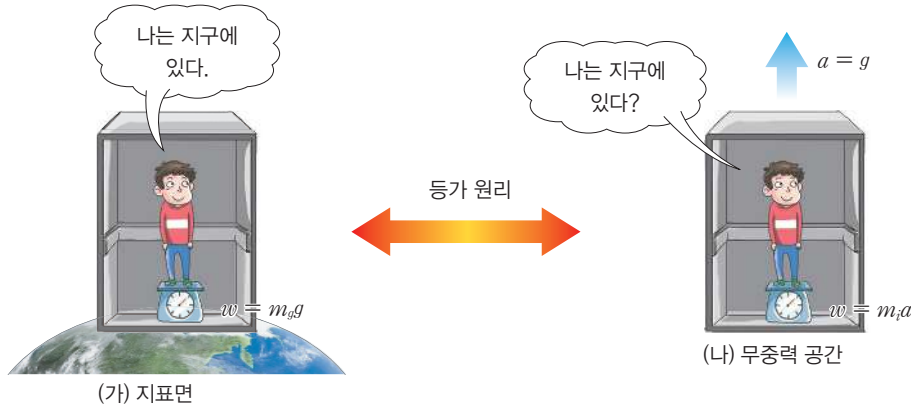 나는 지구에
있다.
나는 지구에
있다?
a = g
등가 원리
w = m_g g
w = m_i a
(가) 지표면
(나) 무중력 공간